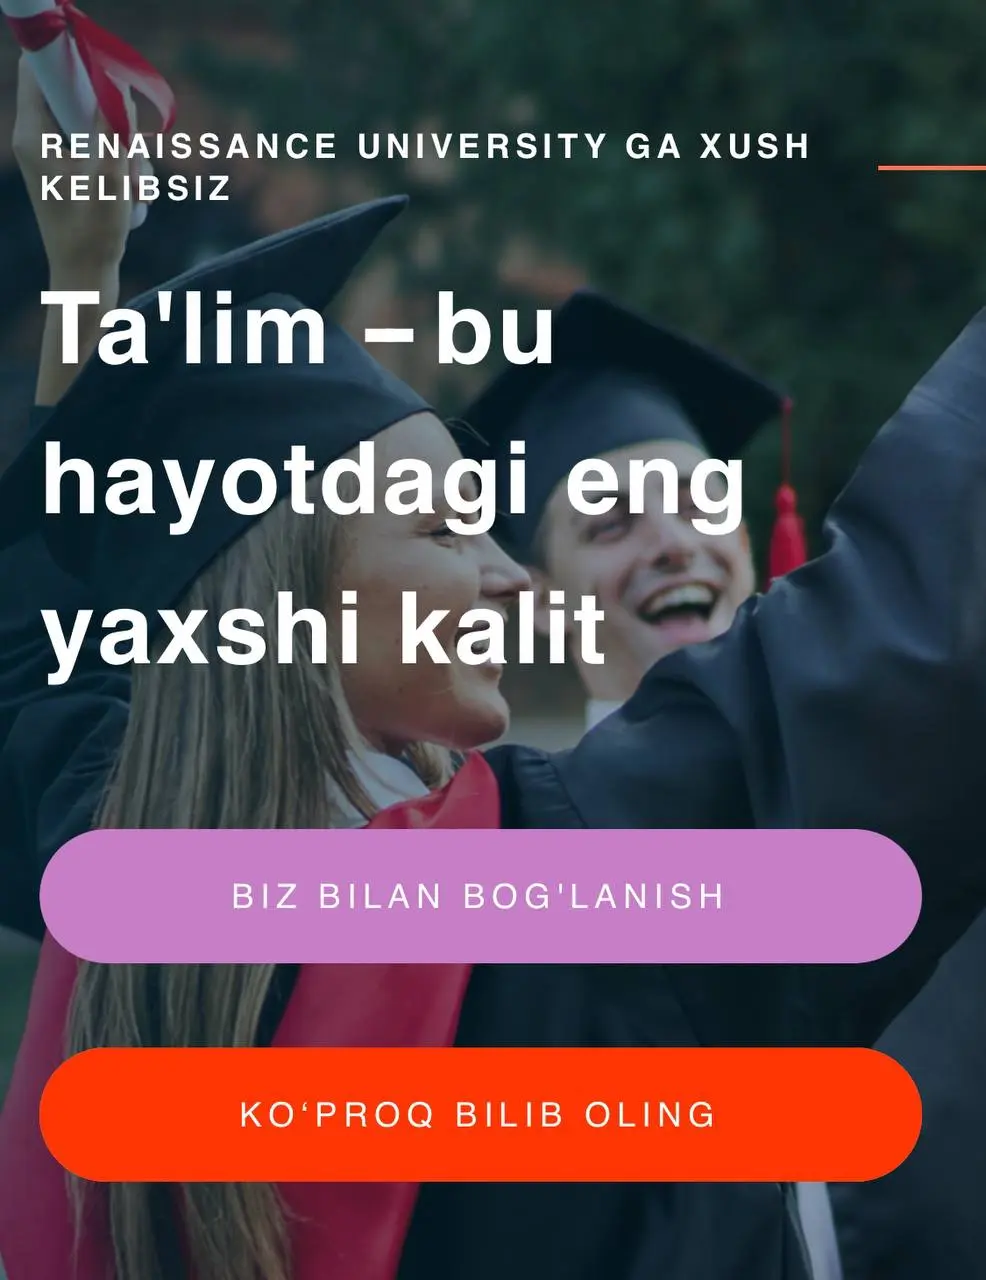 RENAISSANCE UNIVERSITY GA XUSH
KELIBSIZ
Ta'lim – bu
hayotdagi eng
yaxshi kalit
BIZ BILAN BOG'LANISH
KO‘PROQ BILIB OLING